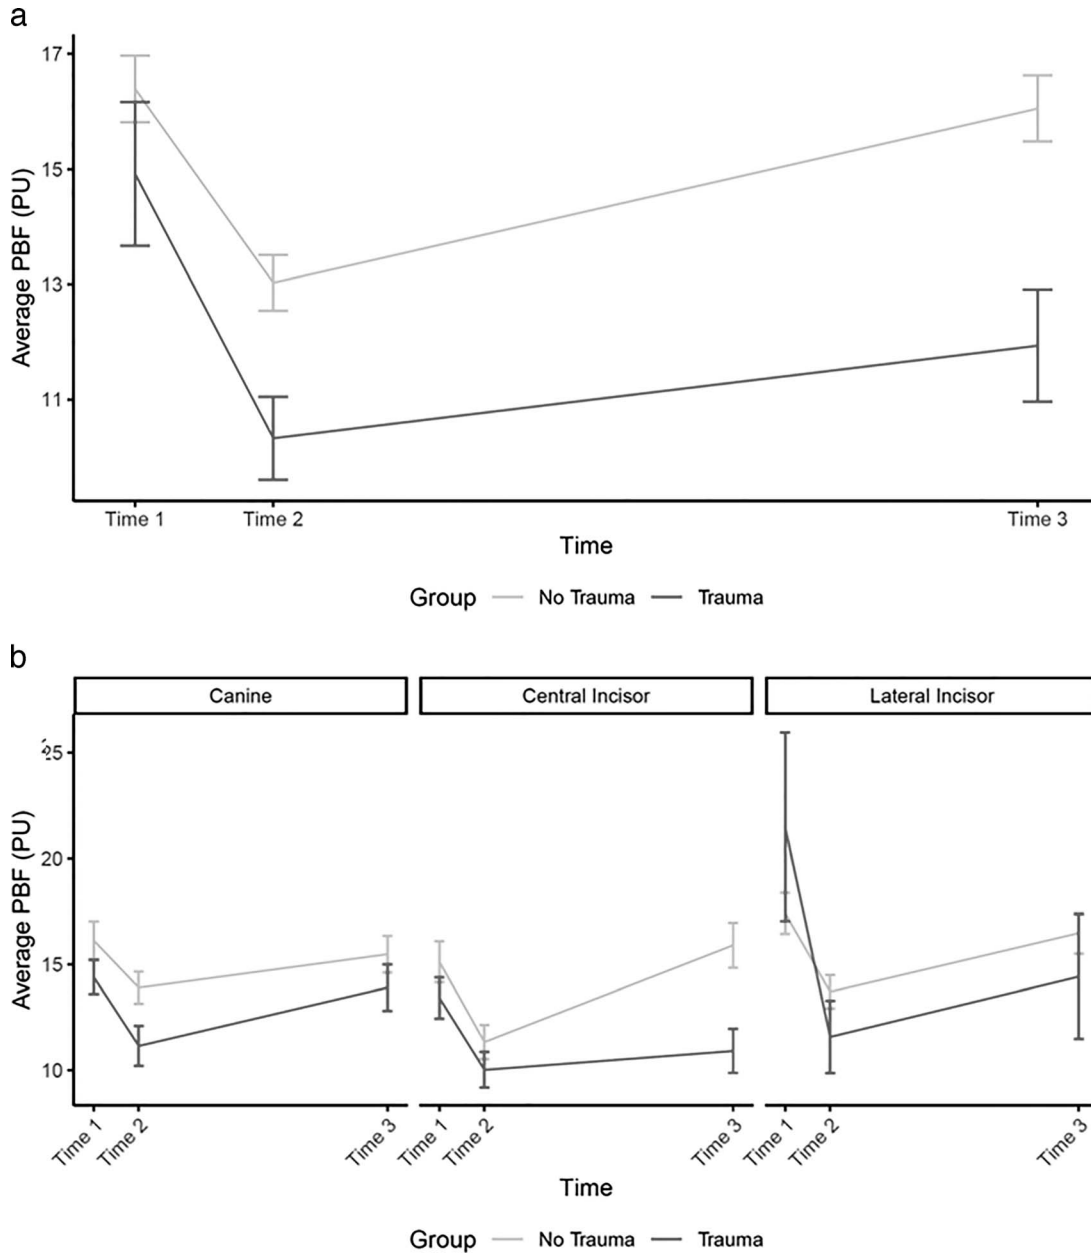 a
17
15
13
11
Average PBF (PU)
Time 1 Time 2 Time 3
Time
Group No Trauma Trauma
b
Canine Central Incisor Lateral Incisor
25
20
15
10
Average PBF (PU)
Time 1 Time 2 Time 3 Time 1 Time 2 Time 3 Time 1 Time 2 Time 3
Time
Group No Trauma Trauma